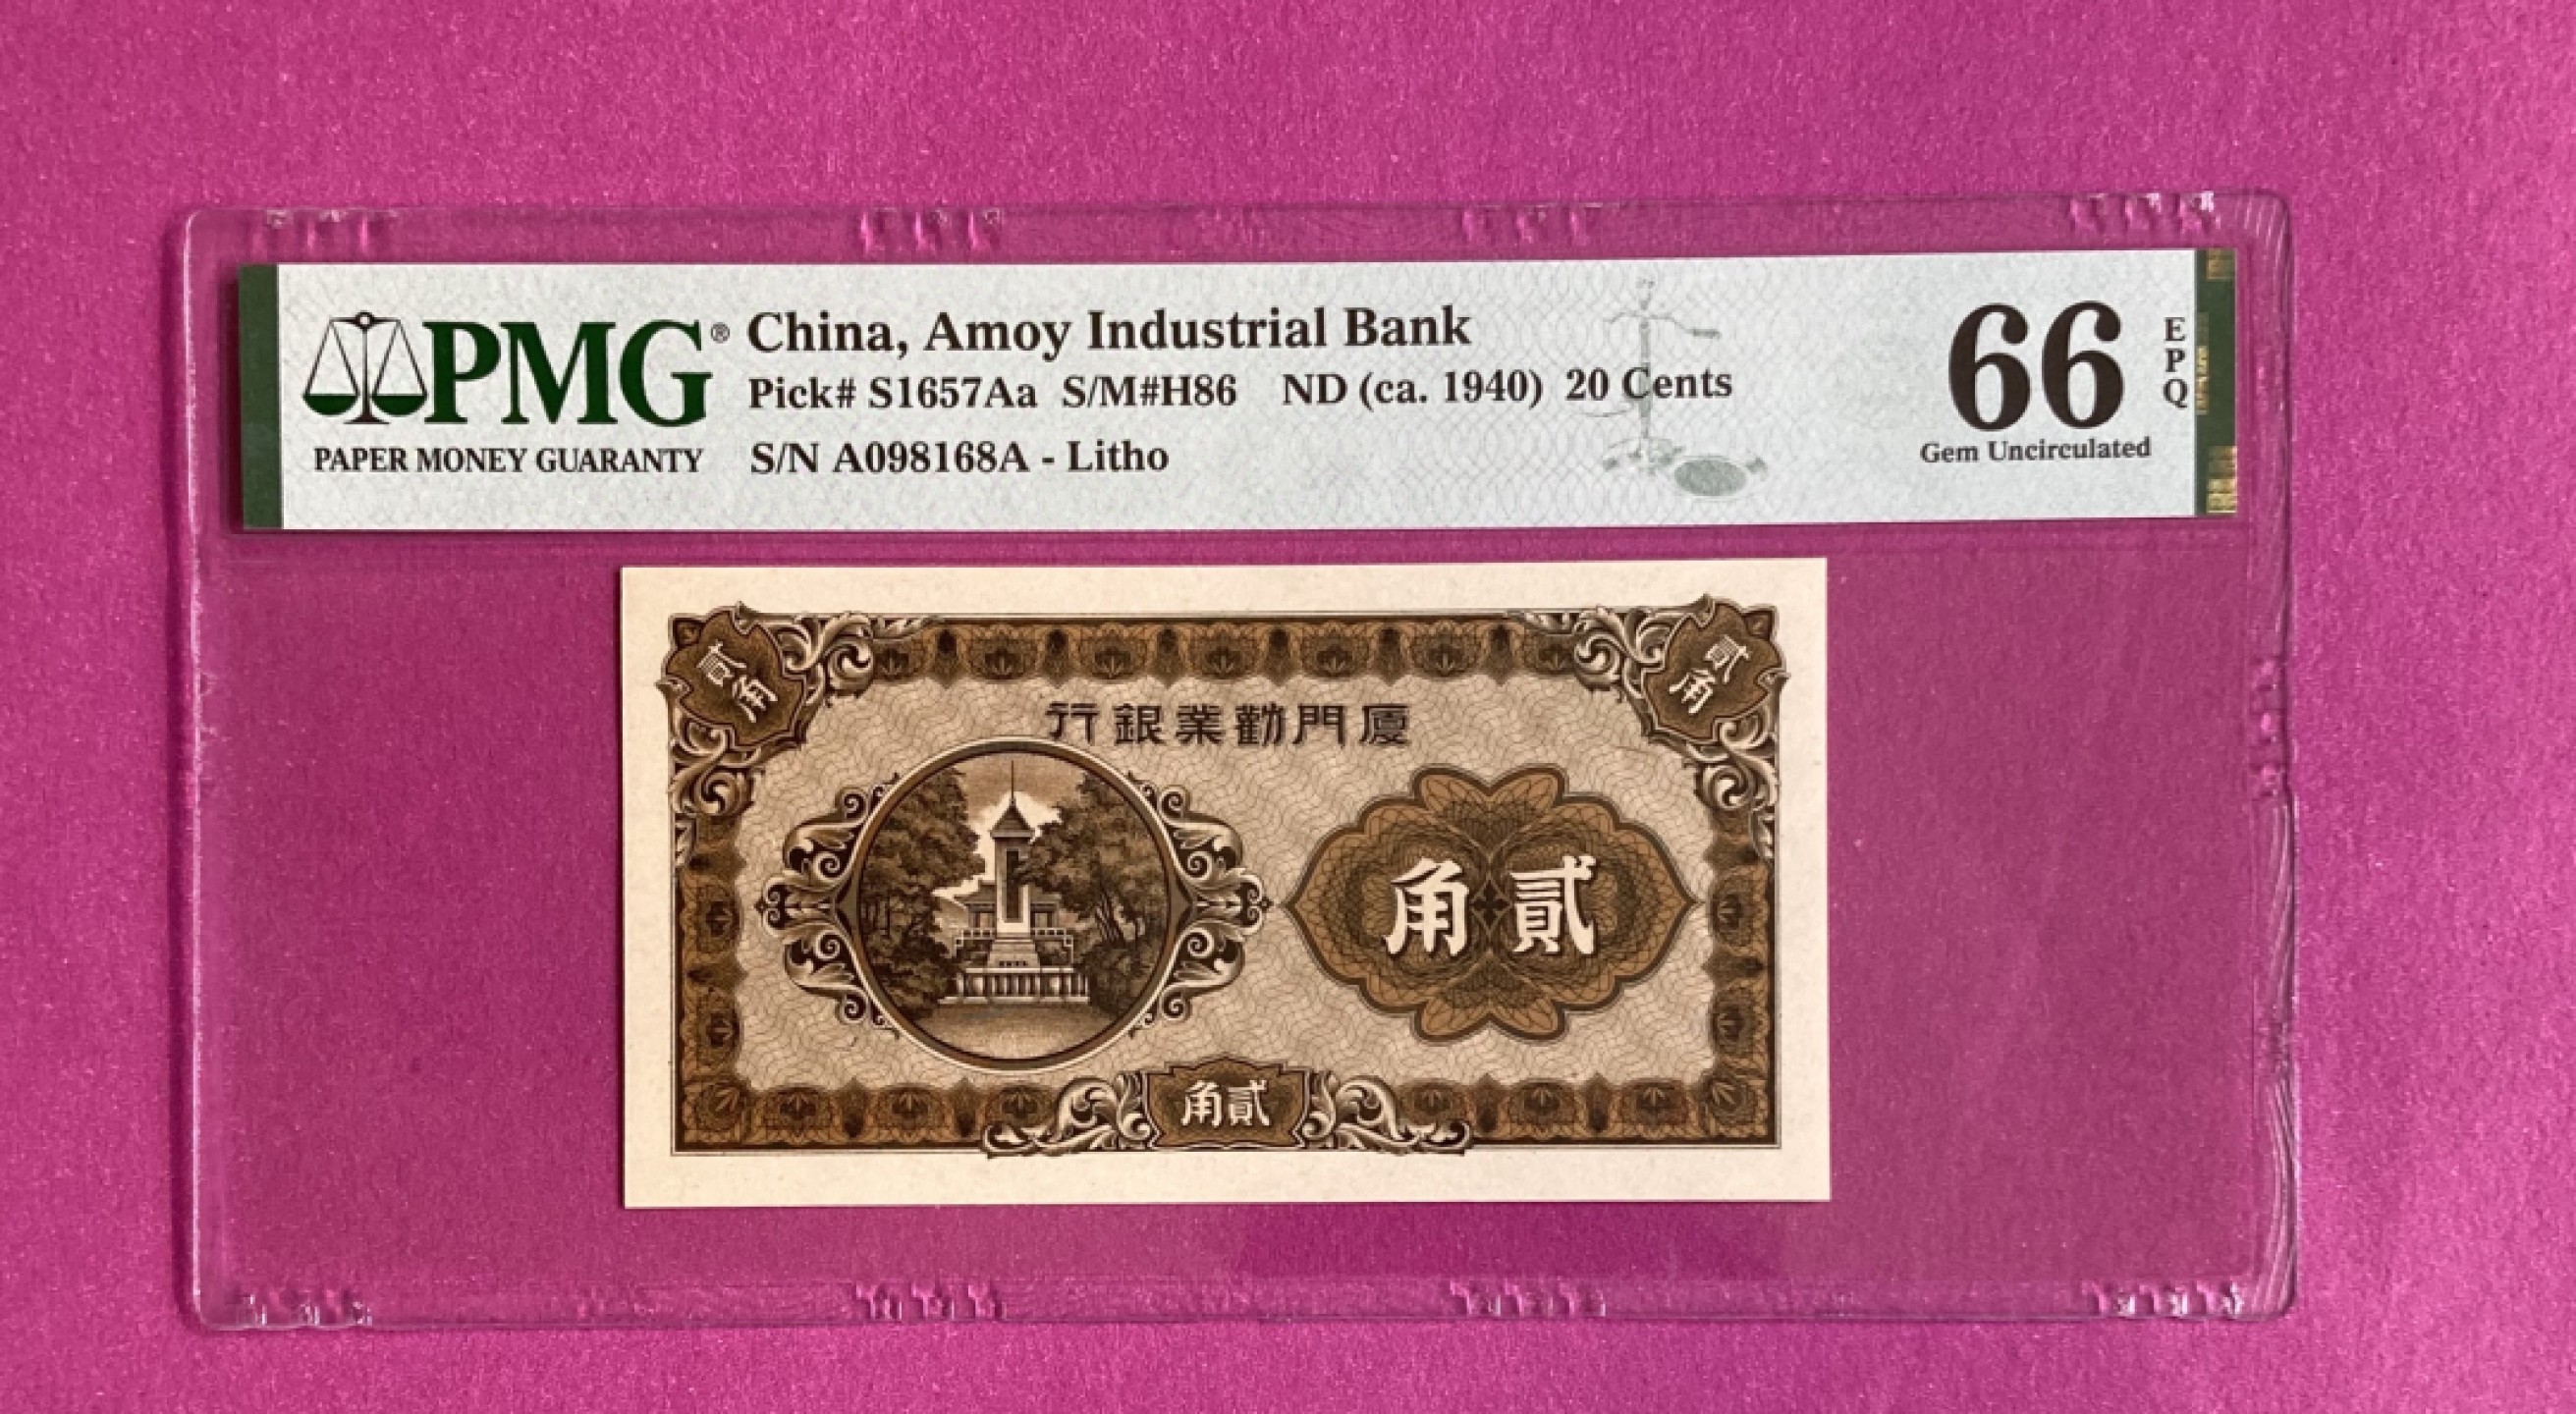 PMG®
PAPER MONEY GUARANTY
China, Amoy Industrial Bank
Pick# S1657Aa S/M#H86 ND (ca. 1940) 20 Cents
S/N A098168A - Litho
66
EPQ
Gem Uncirculated
貳角
貳角
行銀業勸門廈
角貳
角貳